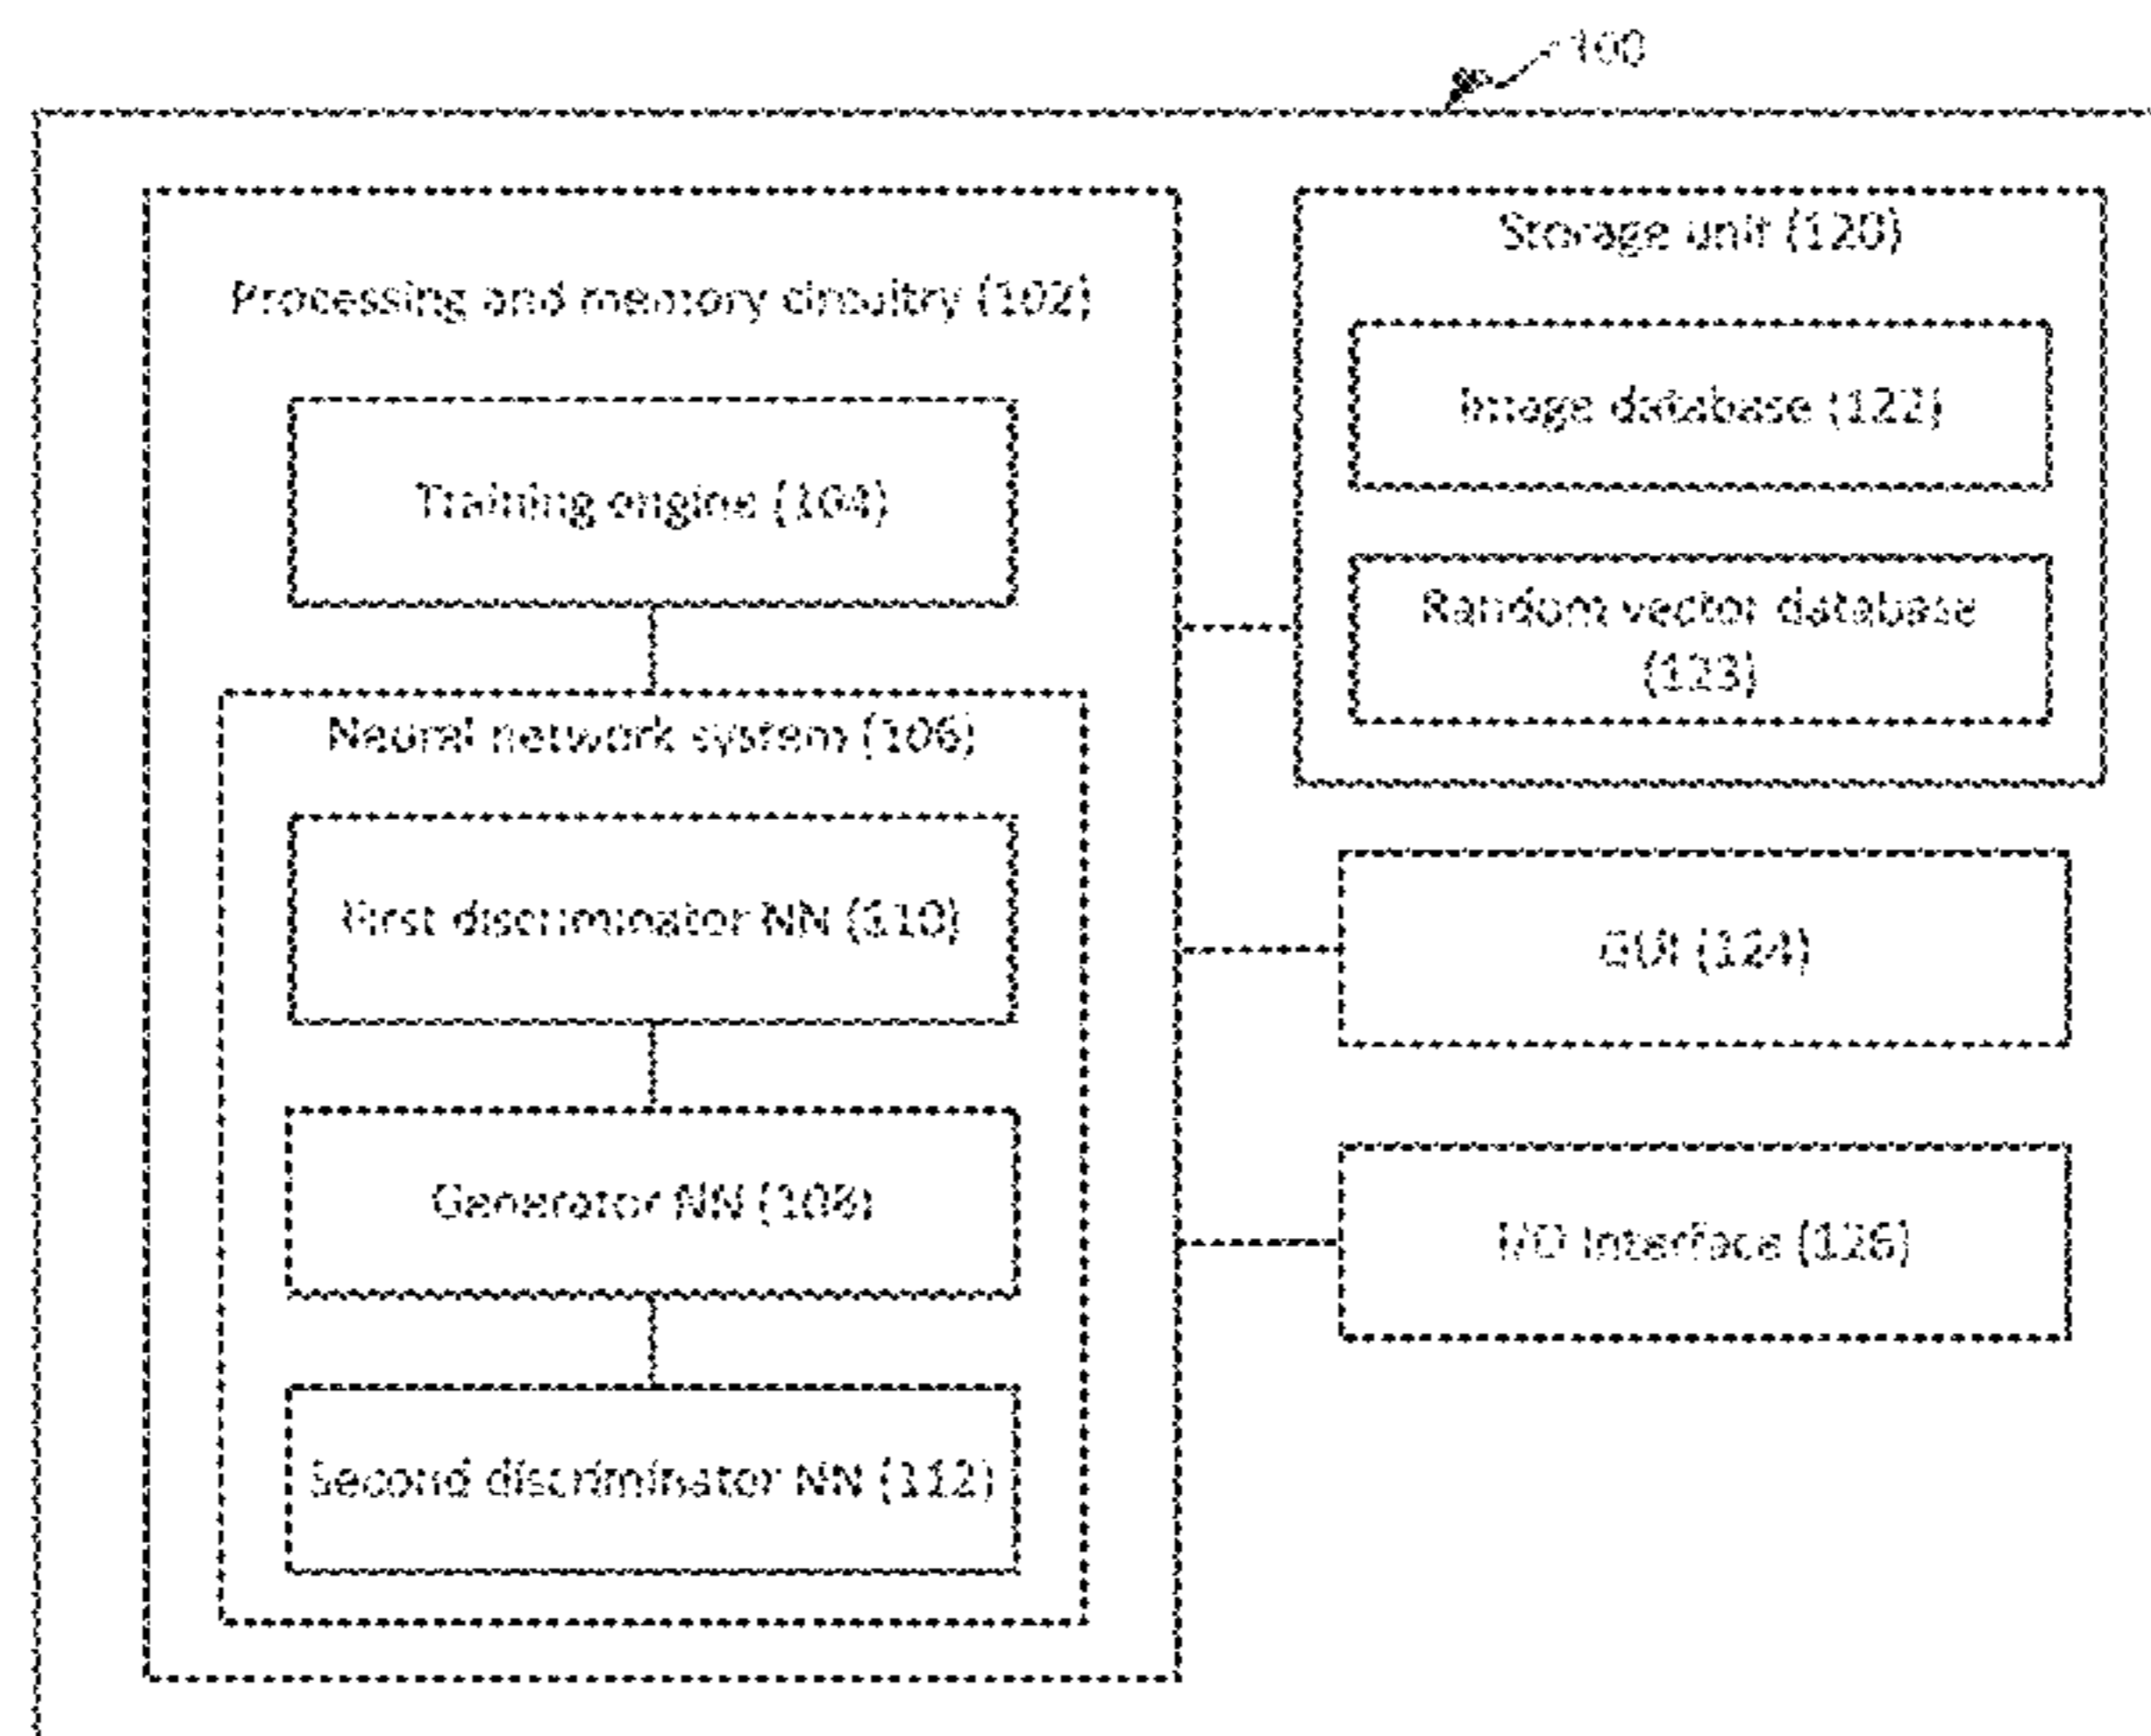 100
Processing and memory circuitry (102)
Training engine (104)
Neural network system (106)
First discriminator NN (110)
Generator NN (108)
Second discriminator NN (112)
Storage unit (120)
Image database (122)
Random vector database
(123)
GUI (124)
I/O Interface (126)